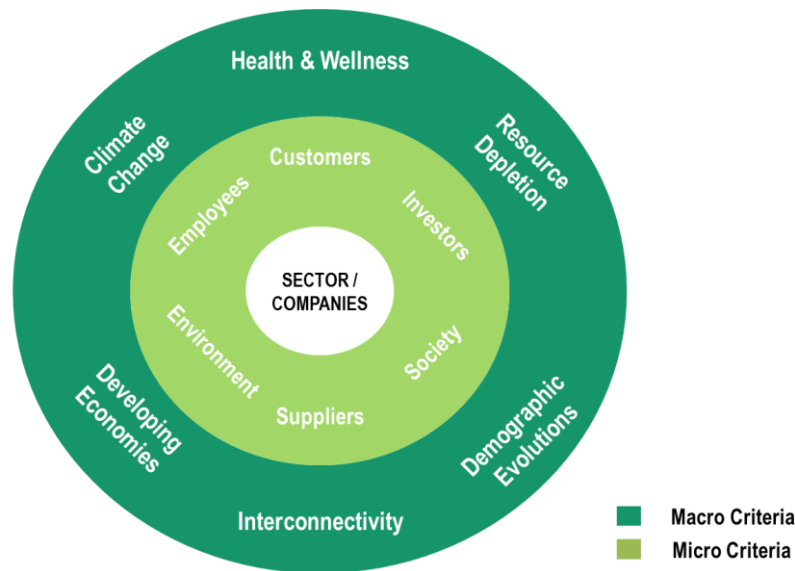 Health & Wellness
Climate
Change
Resource
Depletion
Customers
Employees
Investors
SECTOR /
COMPANIES
Environment
Society
Suppliers
Developing
Economies
Demographic
Evolutions
Interconnectivity
Macro Criteria
Micro Criteria